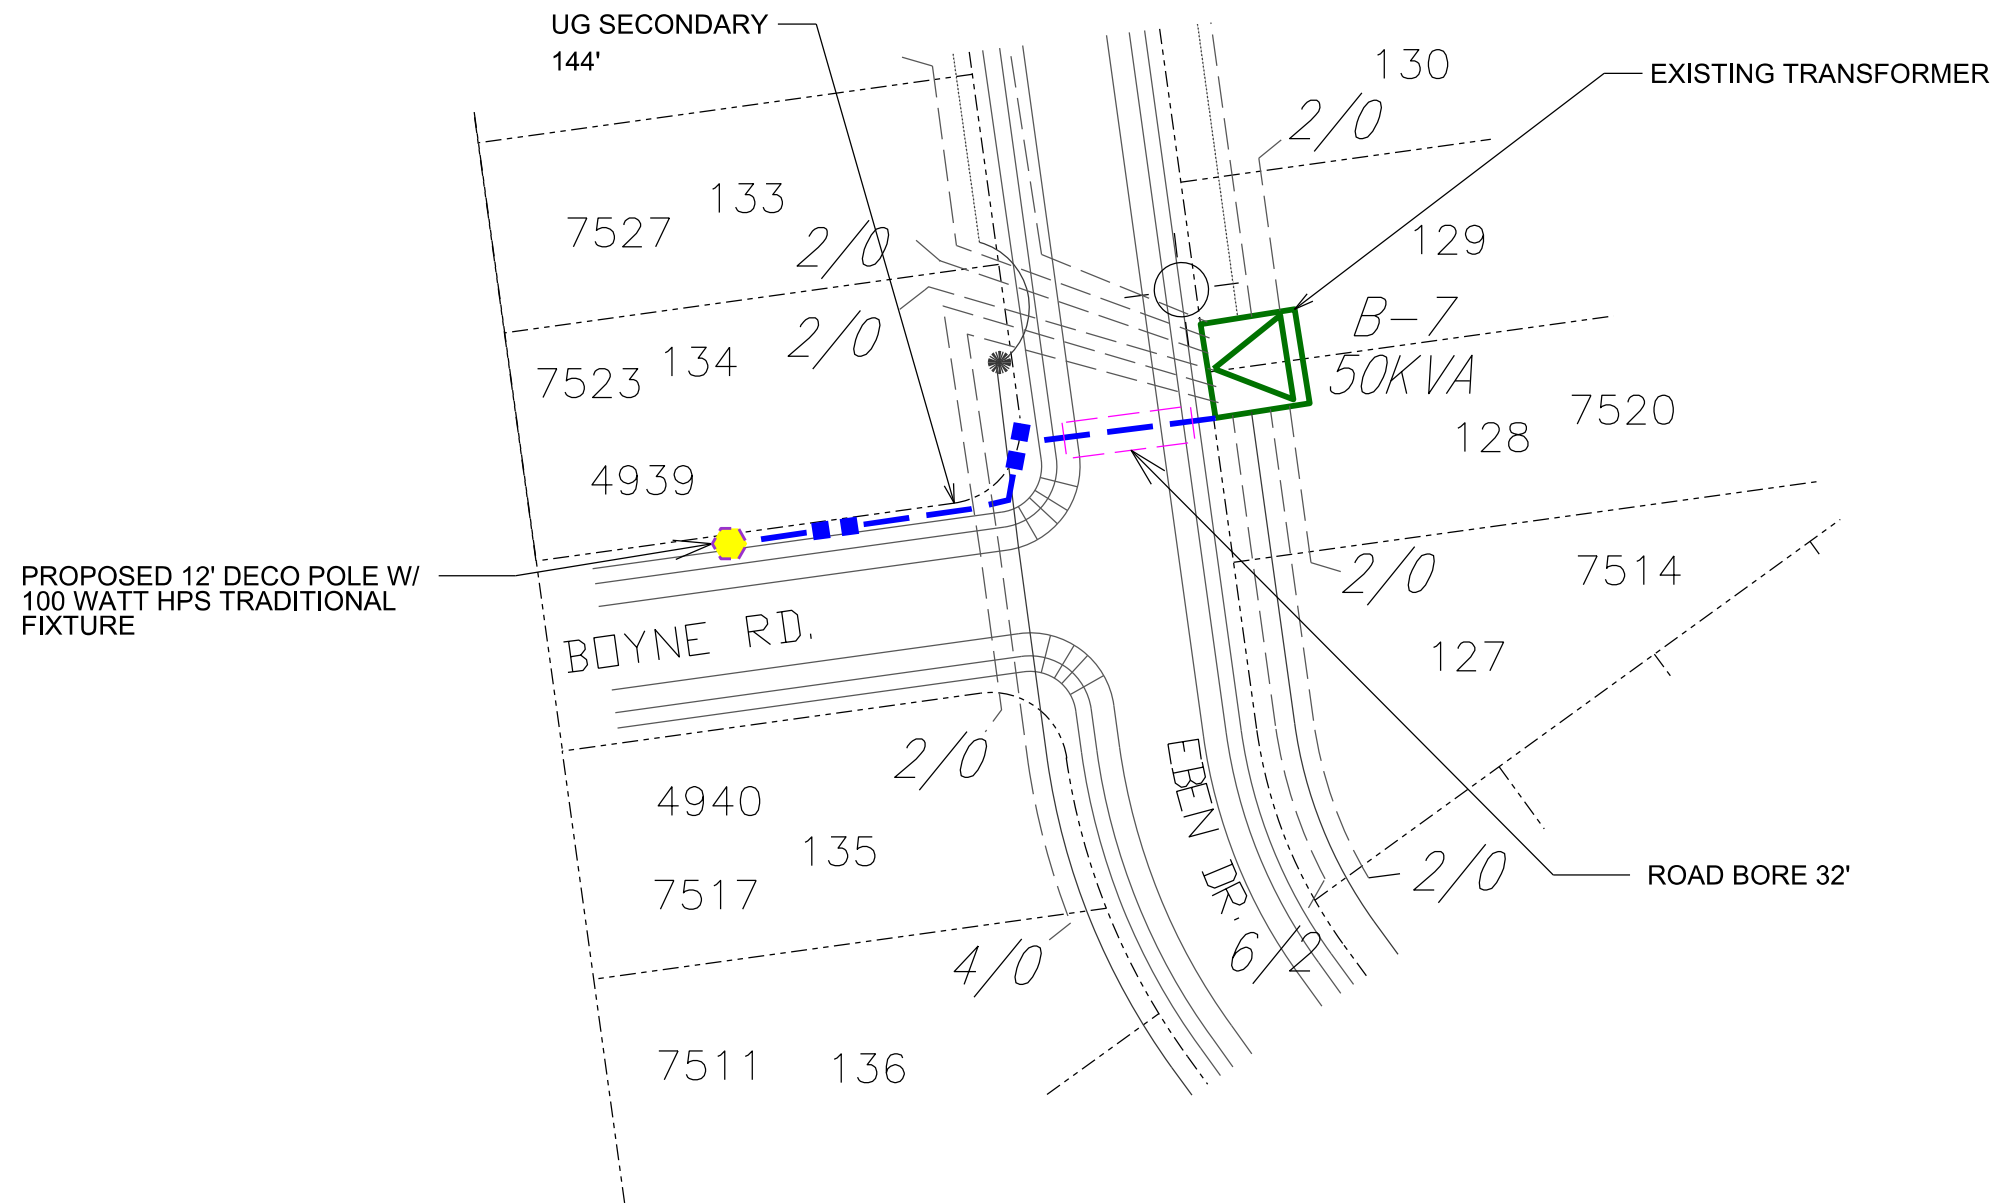 UG SECONDARY
144'
130
EXISTING TRANSFORMER
2/0
133
7527
2/0
129
B-7
2/0
134
7523
50KVA
7520
128
4939
PROPOSED 12' DECO POLE W/
100 WATT HPS TRADITIONAL
FIXTURE
2/0
7514
BOYNE RD.
127
2/0
4940
135
EBEN DR.
7517
2/0
ROAD BORE 32'
4/0
6/2
7511
136